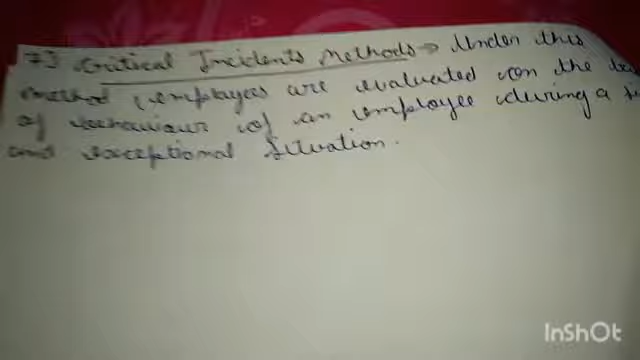 7] Critical Incidents Methods → Under this
method employees are evaluated on the
of behaviour of an employee during a
and exceptional situation.
InShOt